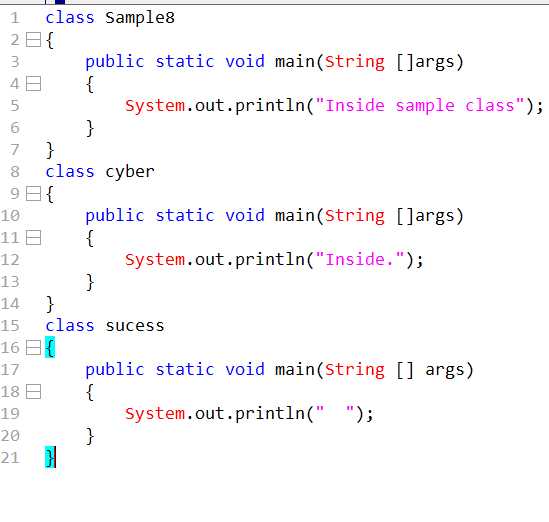 1 class Sample8
2 {
3 public static void main(String []args)
4 {
5 System.out.println("Inside sample class");
6 }
7 }
8 class cyber
9 {
10 public static void main(String []args)
11 {
12 System.out.println("Inside.");
13 }
14 }
15 class sucess
16 {
17 public static void main(String [] args)
18 {
19 System.out.println("  ");
20 }
21 }